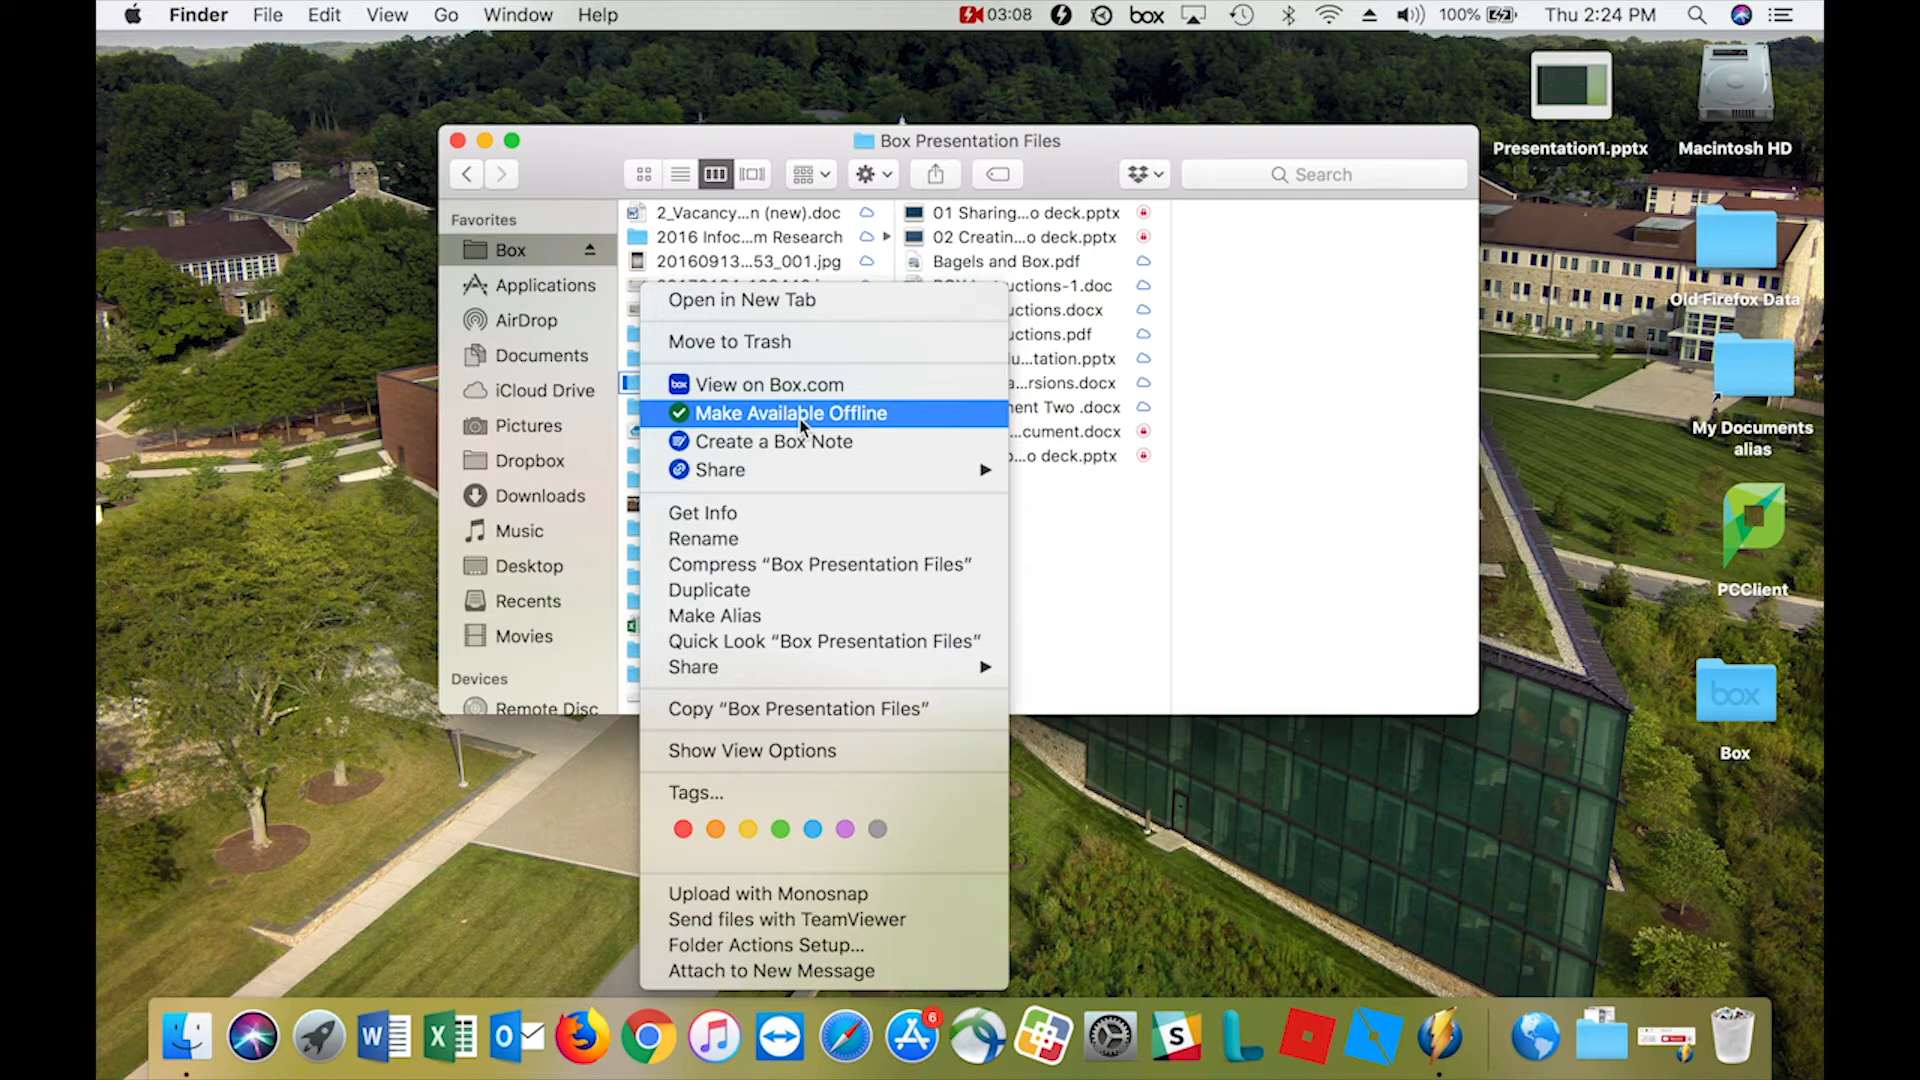 Finder File Edit View Go Window Help 03:08 box 100% Thu 2:24 PM
Box Presentation Files
Search
Favorites
Box
Applications
AirDrop
Documents
iCloud Drive
Pictures
Dropbox
Downloads
Music
Desktop
Recents
Movies
Devices
Remote Disc
2_Vacancy...n (new).doc
2016 Infoc...m Research
20160913...53_001.jpg
01 Sharing...o deck.pptx
02 Creatin...o deck.pptx
Bagels and Box.pdf
uctions-1.doc
uctions.docx
uctions.pdf
lu...tation.pptx
a...rsions.docx
ent Two .docx
...cument.docx
o...o deck.pptx
Open in New Tab
Move to Trash
box View on Box.com
Make Available Offline
Create a Box Note
Share
Get Info
Rename
Compress “Box Presentation Files”
Duplicate
Make Alias
Quick Look “Box Presentation Files”
Share
Copy “Box Presentation Files”
Show View Options
Tags...
Upload with Monosnap
Send files with TeamViewer
Folder Actions Setup...
Attach to New Message
Presentation1.pptx
Macintosh HD
Old Firefox Data
My Documents
alias
PCClient
box
Box
6